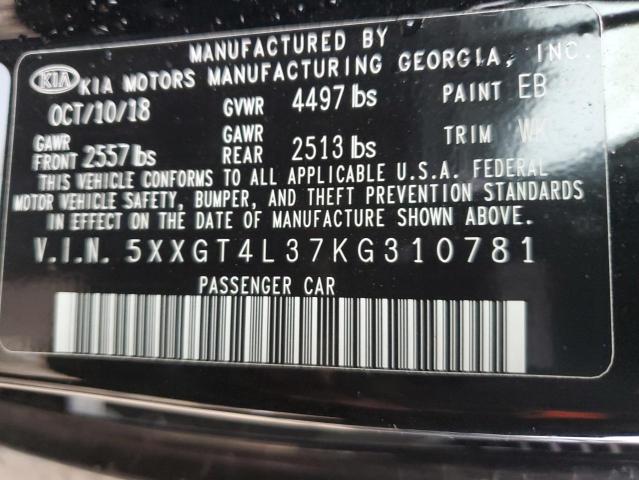 MANUFACTURED BY
KIA KIA MOTORS MANUFACTURING GEORGIA, INC.
OCT/10/18 GVWR 4497 lbs PAINT EB
GAWR FRONT 2557 lbs GAWR REAR 2513 lbs TRIM WK
THIS VEHICLE CONFORMS TO ALL APPLICABLE U.S.A. FEDERAL
MOTOR VEHICLE SAFETY, BUMPER, AND THEFT PREVENTION STANDARDS
IN EFFECT ON THE DATE OF MANUFACTURE SHOWN ABOVE.
V.I.N. 5XXGT4L37KG310781
PASSENGER CAR